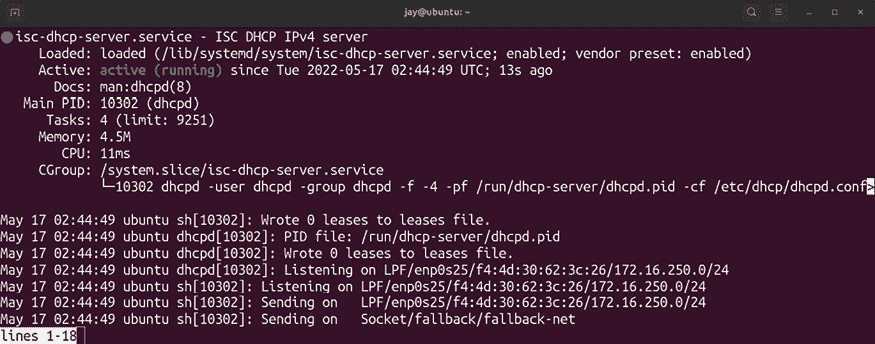 jay@ubuntu: ~
isc-dhcp-server.service - ISC DHCP IPv4 server
Loaded: loaded (/lib/systemd/system/isc-dhcp-server.service; enabled; vendor preset: enabled)
Active: active (running) since Tue 2022-05-17 02:44:49 UTC; 13s ago
Docs: man:dhcpd(8)
Main PID: 10302 (dhcpd)
Tasks: 4 (limit: 9251)
Memory: 4.5M
CPU: 11ms
CGroup: /system.slice/isc-dhcp-server.service
└─10302 dhcpd -user dhcpd -group dhcpd -f -4 -pf /run/dhcp-server/dhcpd.pid -cf /etc/dhcp/dhcpd.conf>
May 17 02:44:49 ubuntu sh[10302]: Wrote 0 leases to leases file.
May 17 02:44:49 ubuntu dhcpd[10302]: PID file: /run/dhcp-server/dhcpd.pid
May 17 02:44:49 ubuntu dhcpd[10302]: Wrote 0 leases to leases file.
May 17 02:44:49 ubuntu dhcpd[10302]: Listening on LPF/enp0s25/f4:4d:30:62:3c:26/172.16.250.0/24
May 17 02:44:49 ubuntu sh[10302]: Listening on LPF/enp0s25/f4:4d:30:62:3c:26/172.16.250.0/24
May 17 02:44:49 ubuntu sh[10302]: Sending on   LPF/enp0s25/f4:4d:30:62:3c:26/172.16.250.0/24
May 17 02:44:49 ubuntu sh[10302]: Sending on   Socket/fallback/fallback-net
lines 1-18